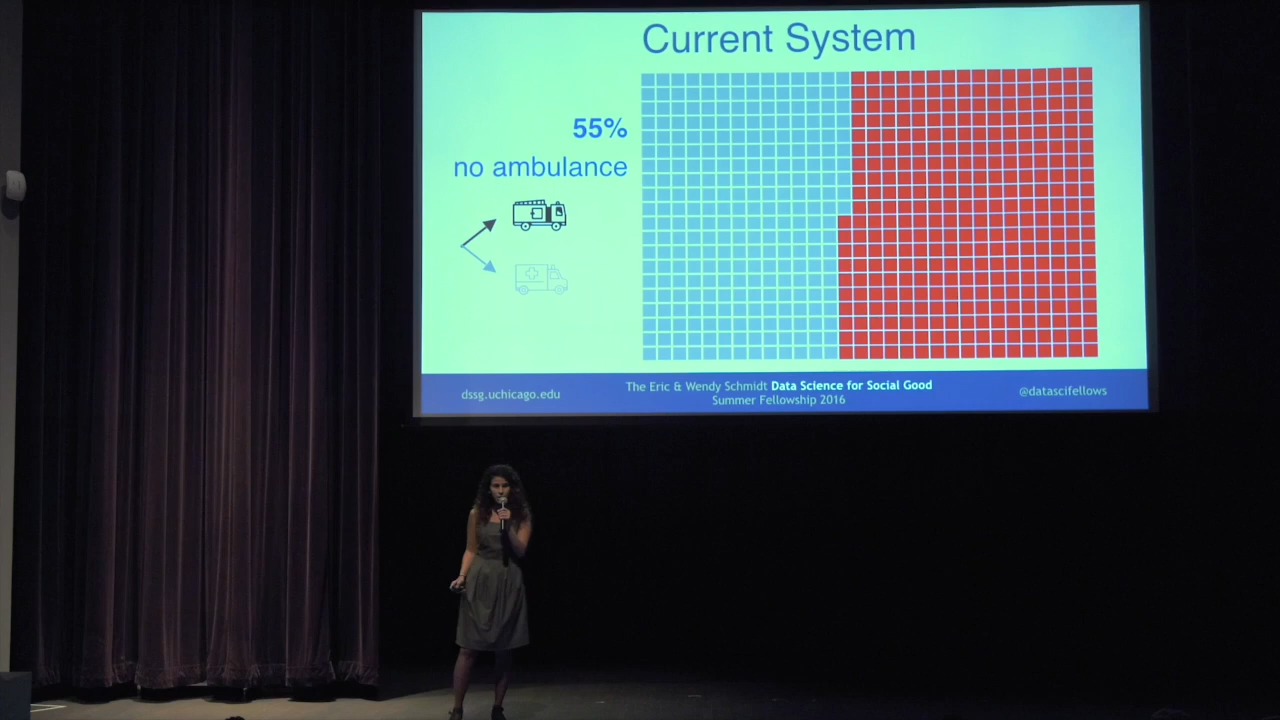 Current System
55%
no ambulance
dssg.uchicago.edu
The Eric & Wendy Schmidt Data Science for Social Good
Summer Fellowship 2016
@datascifellows